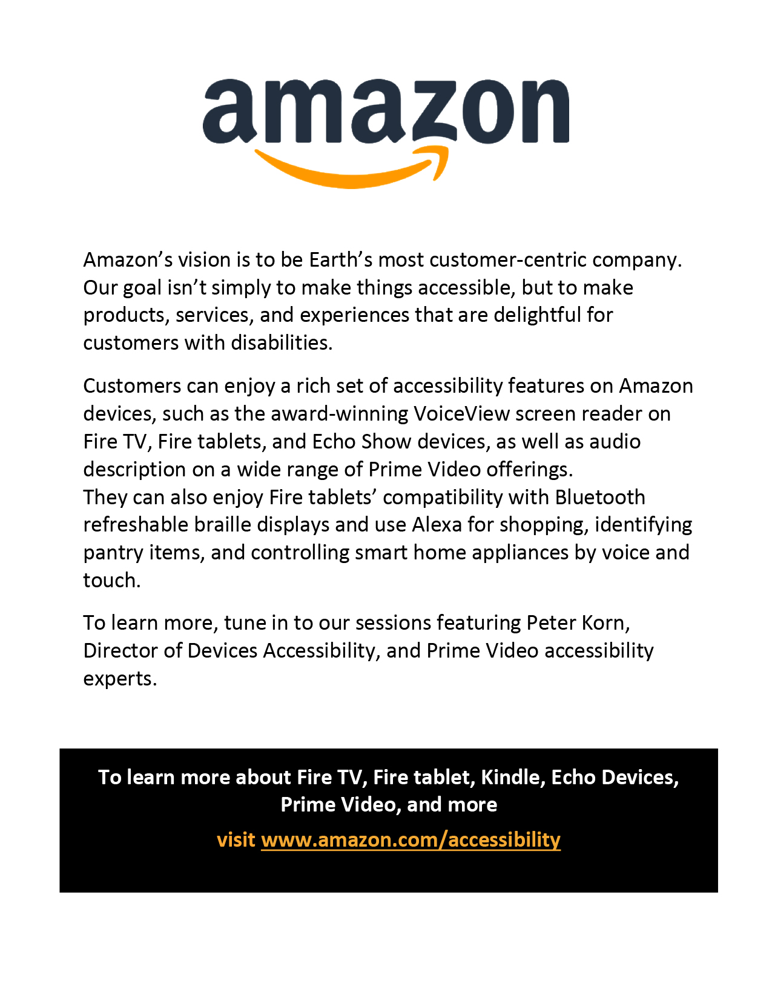 amazon
Amazon’s vision is to be Earth’s most customer-centric company.
Our goal isn’t simply to make things accessible, but to make
products, services, and experiences that are delightful for
customers with disabilities.
Customers can enjoy a rich set of accessibility features on Amazon
devices, such as the award-winning VoiceView screen reader on
Fire TV, Fire tablets, and Echo Show devices, as well as audio
description on a wide range of Prime Video offerings.
They can also enjoy Fire tablets’ compatibility with Bluetooth
refreshable braille displays and use Alexa for shopping, identifying
pantry items, and controlling smart home appliances by voice and
touch.
To learn more, tune in to our sessions featuring Peter Korn,
Director of Devices Accessibility, and Prime Video accessibility
experts.
To learn more about Fire TV, Fire tablet, Kindle, Echo Devices,
Prime Video, and more
visit www.amazon.com/accessibility